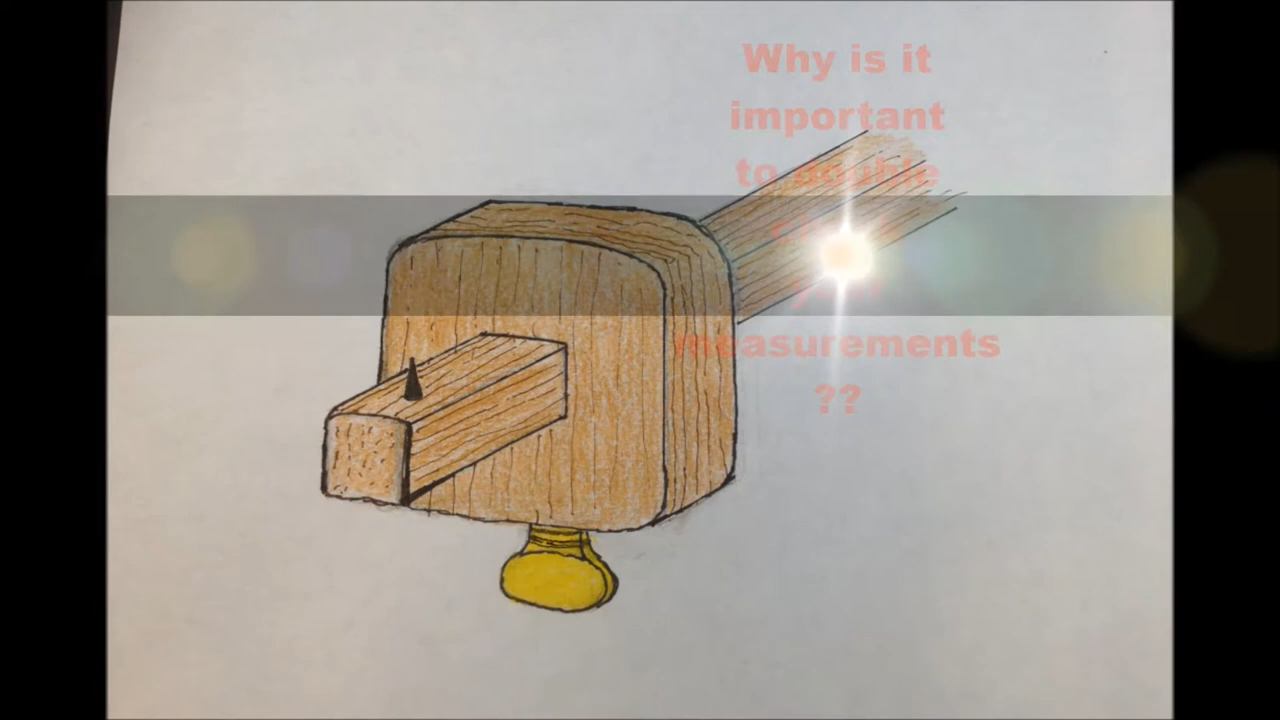 Why is it
important
to double
measurements
??